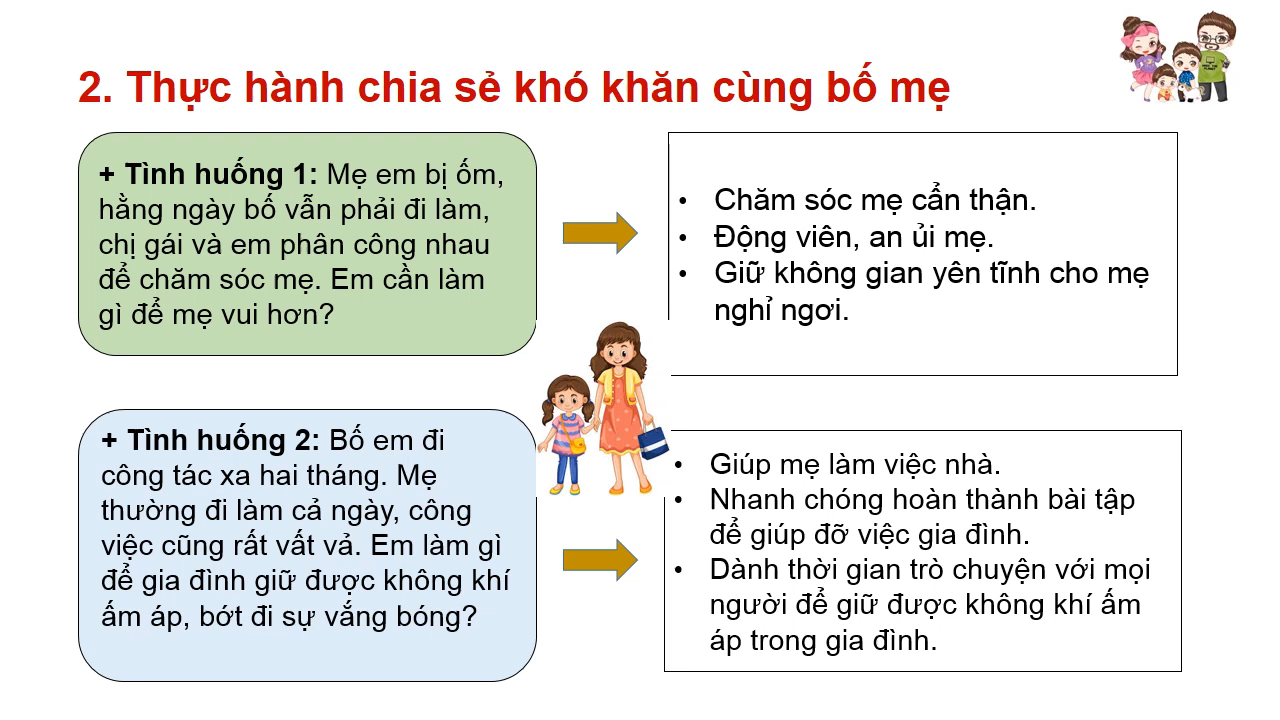 2. Thực hành chia sẻ khó khăn cùng bố mẹ
+ Tình huống 1: Mẹ em bị ốm,
hằng ngày bố vẫn phải đi làm,
chị gái và em phân công nhau
để chăm sóc mẹ. Em cần làm
gì để mẹ vui hơn?
• Chăm sóc mẹ cẩn thận.
• Động viên, an ủi mẹ.
• Giữ không gian yên tĩnh cho mẹ
nghỉ ngơi.
+ Tình huống 2: Bố em đi
công tác xa hai tháng. Mẹ
thường đi làm cả ngày, công
việc cũng rất vất vả. Em làm gì
để gia đình giữ được không khí
ấm áp, bớt đi sự vắng bóng?
• Giúp mẹ làm việc nhà.
• Nhanh chóng hoàn thành bài tập
để giúp đỡ việc gia đình.
• Dành thời gian trò chuyện với mọi
người để giữ được không khí ấm
áp trong gia đình.